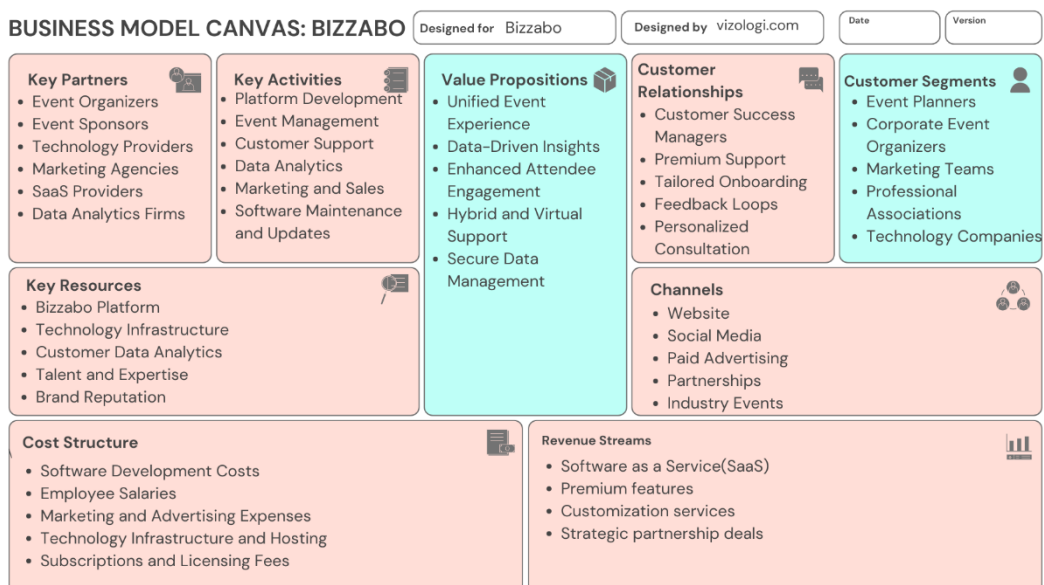 BUSINESS MODEL CANVAS: BIZZABO
Designed for Bizzabo
Designed by vizologi.com
Date
Version
Key Partners
• Event Organizers
• Event Sponsors
• Technology Providers
• Marketing Agencies
• SaaS Providers
• Data Analytics Firms
Key Activities
• Platform Development
• Event Management
• Customer Support
• Data Analytics
• Marketing and Sales
• Software Maintenance
and Updates
Value Propositions
• Unified Event
Experience
• Data-Driven Insights
• Enhanced Attendee
Engagement
• Hybrid and Virtual
Support
• Secure Data
Management
Customer
Relationships
• Customer Success
Managers
• Premium Support
• Tailored Onboarding
• Feedback Loops
• Personalized
Consultation
Customer Segments
• Event Planners
• Corporate Event
Organizers
• Marketing Teams
• Professional
Associations
• Technology Companies
Key Resources
• Bizzabo Platform
• Technology Infrastructure
• Customer Data Analytics
• Talent and Expertise
• Brand Reputation
Channels
• Website
• Social Media
• Paid Advertising
• Partnerships
• Industry Events
Cost Structure
• Software Development Costs
• Employee Salaries
• Marketing and Advertising Expenses
• Technology Infrastructure and Hosting
• Subscriptions and Licensing Fees
Revenue Streams
• Software as a Service(SaaS)
• Premium features
• Customization services
• Strategic partnership deals